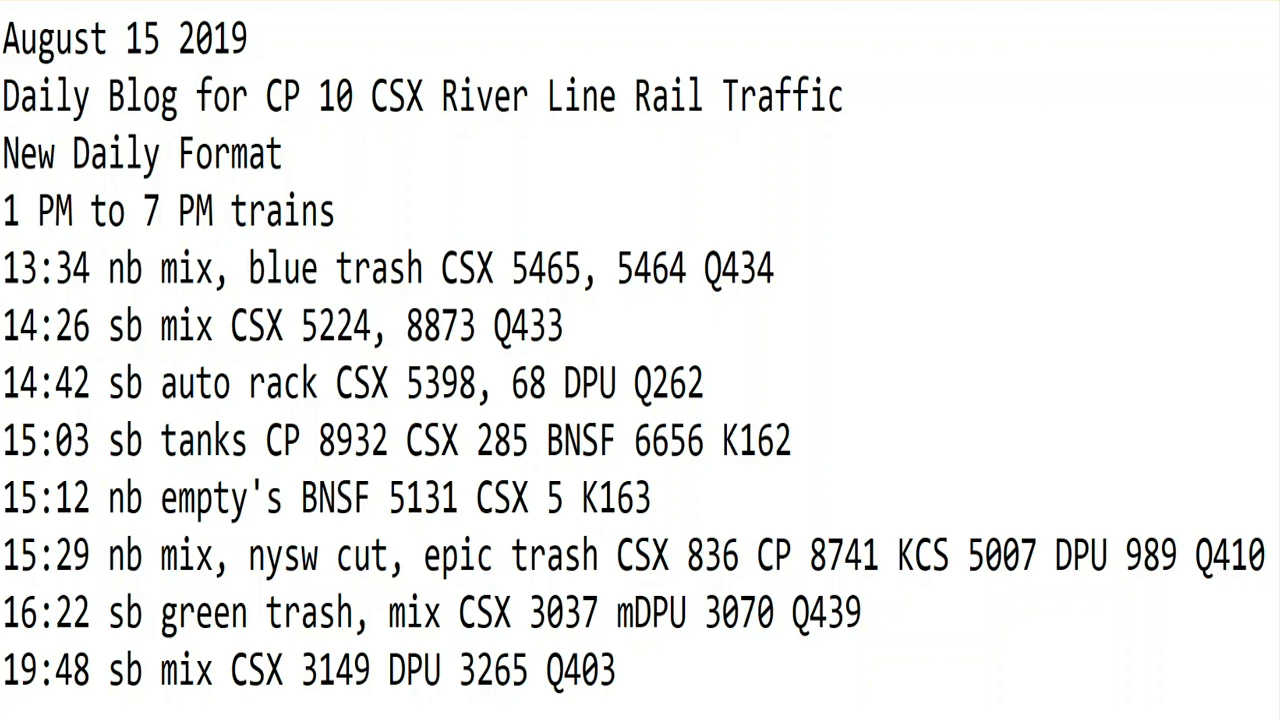 August 15 2019
Daily Blog for CP 10 CSX River Line Rail Traffic
New Daily Format
1 PM to 7 PM trains
13:34 nb mix, blue trash CSX 5465, 5464 Q434
14:26 sb mix CSX 5224, 8873 Q433
14:42 sb auto rack CSX 5398, 68 DPU Q262
15:03 sb tanks CP 8932 CSX 285 BNSF 6656 K162
15:12 nb empty's BNSF 5131 CSX 5 K163
15:29 nb mix, nysw cut, epic trash CSX 836 CP 8741 KCS 5007 DPU 989 Q410
16:22 sb green trash, mix CSX 3037 mDPU 3070 Q439
19:48 sb mix CSX 3149 DPU 3265 Q403